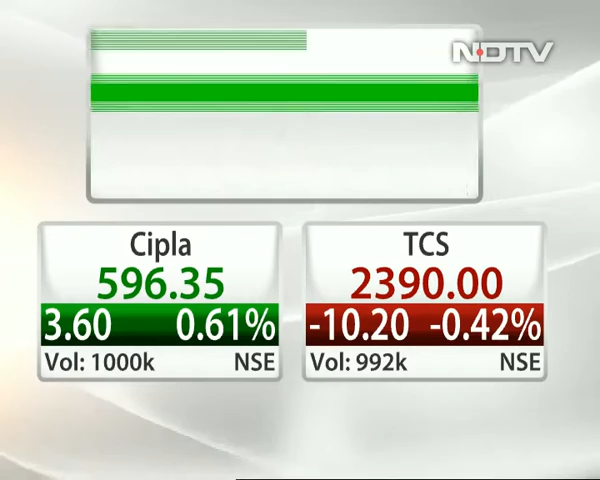 NDTV
Cipla
596.35
3.60 0.61%
Vol: 1000k NSE
TCS
2390.00
-10.20 -0.42%
Vol: 992k NSE